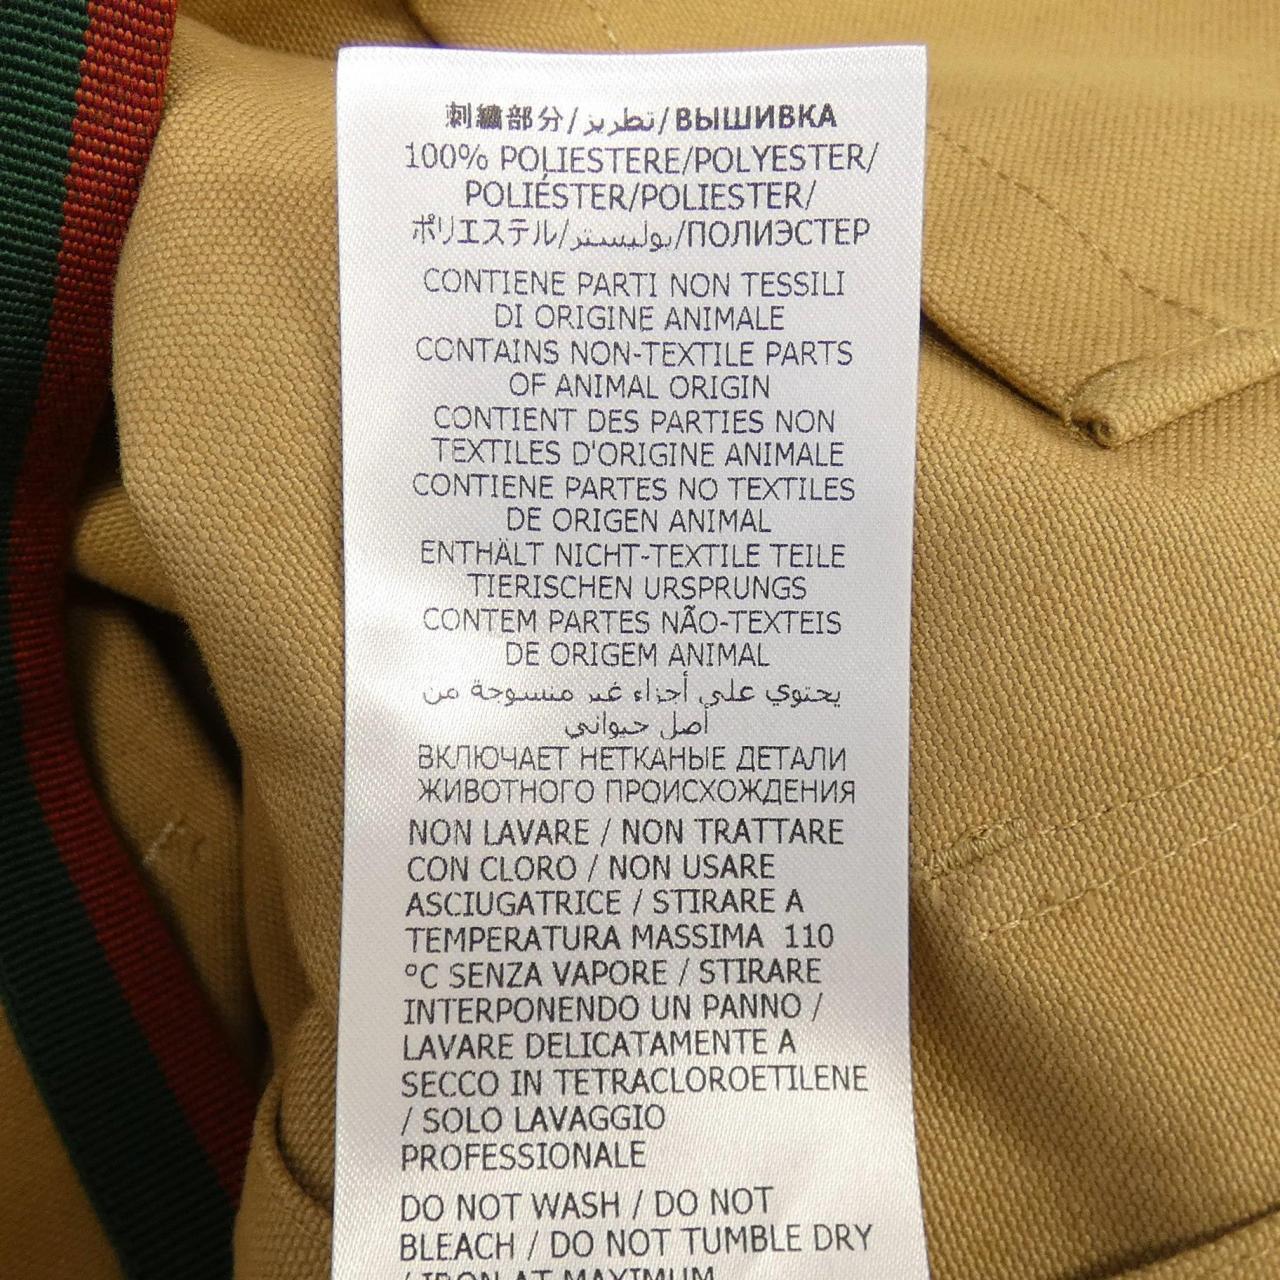 刺繍部分/تطريز/ВЫШИВКА
100% POLIESTERE/POLYESTER/
POLIÉSTER/POLIESTER/
ポリエステル/بوليستر/ПОЛИЭСТЕР
CONTIENE PARTI NON TESSILI
DI ORIGINE ANIMALE
CONTAINS NON-TEXTILE PARTS
OF ANIMAL ORIGIN
CONTIENT DES PARTIES NON
TEXTILES D'ORIGINE ANIMALE
CONTIENE PARTES NO TEXTILES
DE ORIGEN ANIMAL
ENTHÄLT NICHT-TEXTILE TEILE
TIERISCHEN URSPRUNGS
CONTEM PARTES NÃO-TEXTEIS
DE ORIGEM ANIMAL
يحتوي على أجزاء غير منسوجة من
أصل حيواني
ВКЛЮЧАЕТ НЕТКАНЫЕ ДЕТАЛИ
ЖИВОТНОГО ПРОИСХОЖДЕНИЯ
NON LAVARE / NON TRATTARE
CON CLORO / NON USARE
ASCIUGATRICE / STIRARE A
TEMPERATURA MASSIMA 110
°C SENZA VAPORE / STIRARE
INTERPONENDO UN PANNO /
LAVARE DELICATAMENTE A
SECCO IN TETRACLOROETILENE
/ SOLO LAVAGGIO
PROFESSIONALE
DO NOT WASH / DO NOT
BLEACH / DO NOT TUMBLE DRY
/ IRON AT MAXIMUM